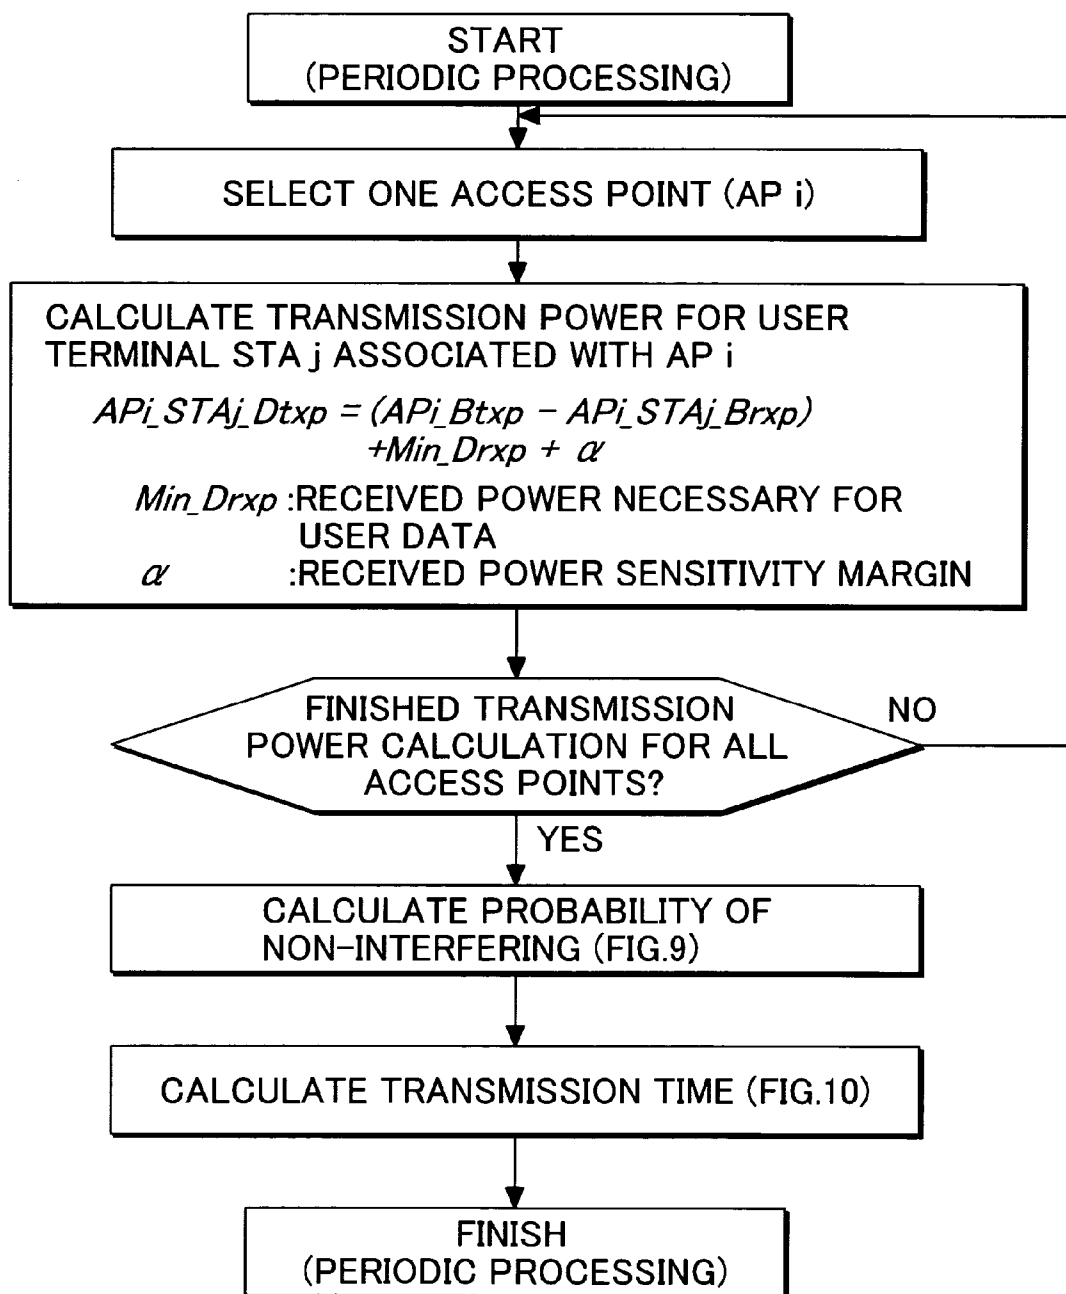 START
(PERIODIC PROCESSING)
SELECT ONE ACCESS POINT (AP i)
CALCULATE TRANSMISSION POWER FOR USER
TERMINAL STA j ASSOCIATED WITH AP i
APi_STAj_Dtxp = (APi_Btxp - APi_STAj_Brxp)
+Min_Drxp + α
Min_Drxp :RECEIVED POWER NECESSARY FOR
USER DATA
α :RECEIVED POWER SENSITIVITY MARGIN
FINISHED TRANSMISSION
POWER CALCULATION FOR ALL
ACCESS POINTS?
NO
YES
CALCULATE PROBABILITY OF
NON-INTERFERING (FIG.9)
CALCULATE TRANSMISSION TIME (FIG.10)
FINISH
(PERIODIC PROCESSING)